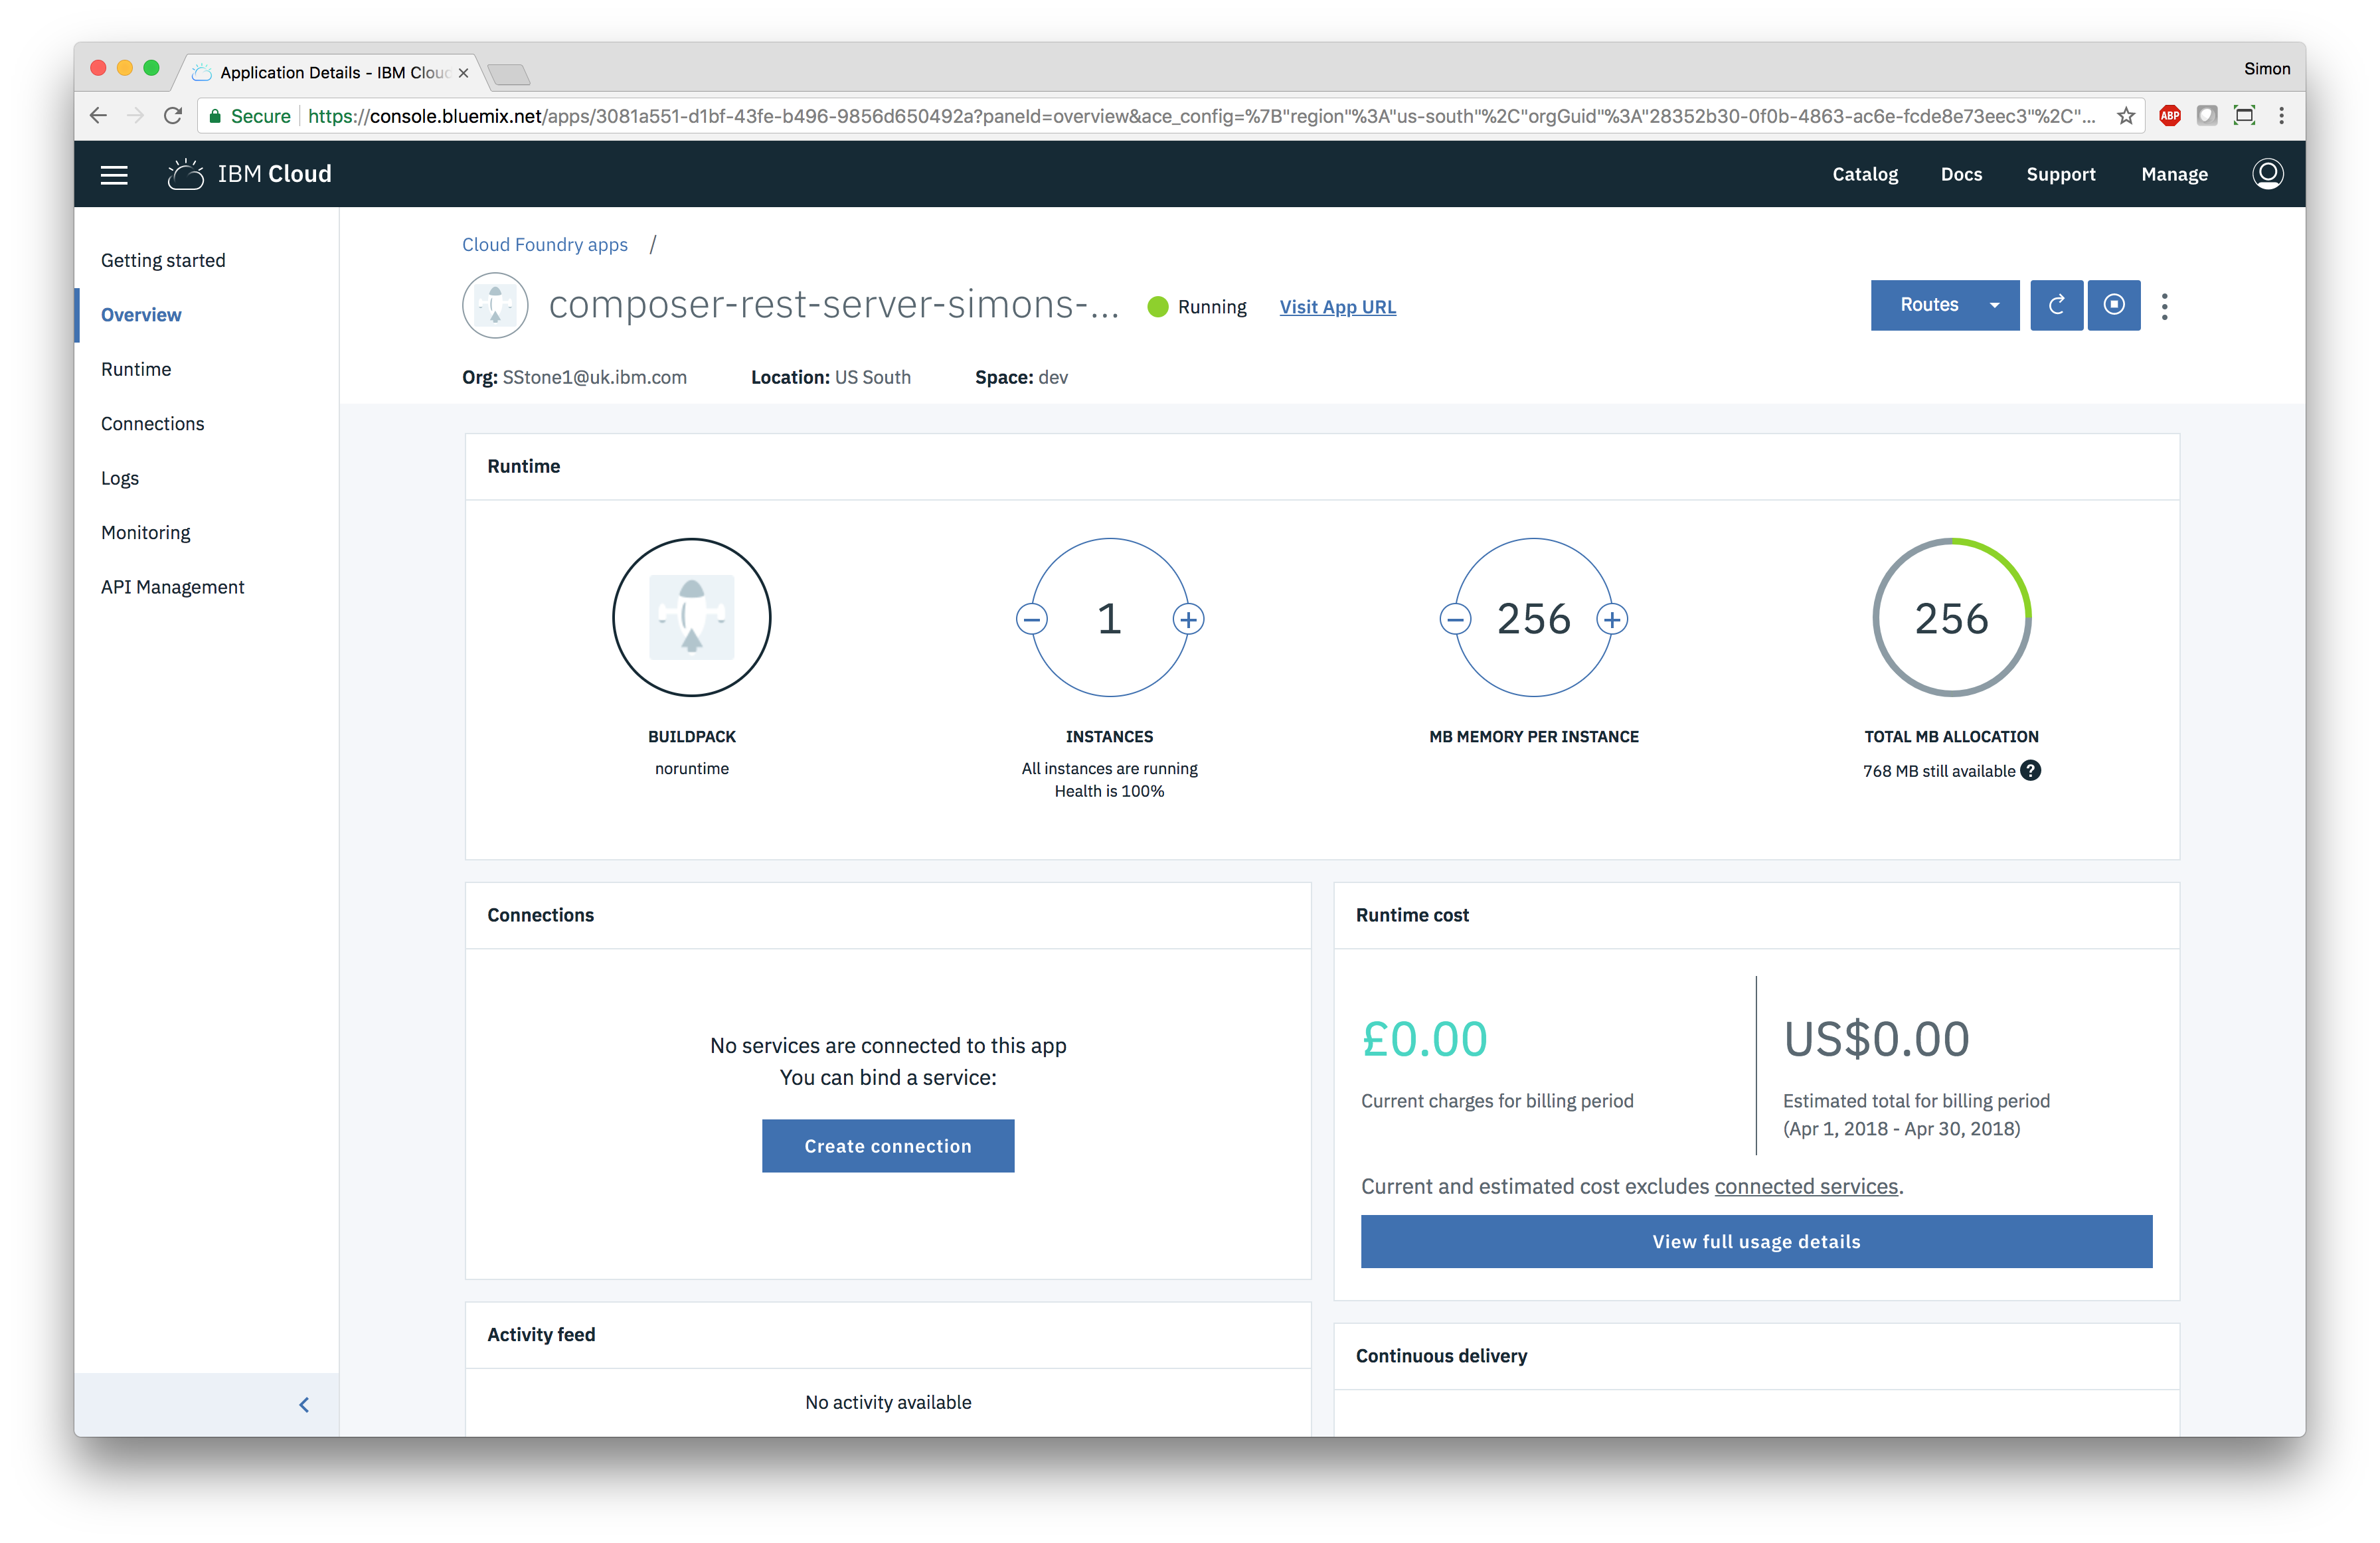 Application Details - IBM Clou
Simon
Secure https://console.bluemix.net/apps/3081a551-d1bf-43fe-b496-9856d650492a?paneId=overview&ace_config=%7B"region"%3A"us-south"%2C"orgGuid"%3A"28352b30-0f0b-4863-ac6e-fcde8e73eec3"%2C"...
ABP
IBM Cloud
Catalog Docs Support Manage
Getting started
Overview
Runtime
Connections
Logs
Monitoring
API Management
Cloud Foundry apps /
composer-rest-server-simons-...
Running
Visit App URL
Routes
Org: SStone1@uk.ibm.com Location: US South Space: dev
Runtime
1
256
256
BUILDPACK
noruntime
INSTANCES
All instances are running
Health is 100%
MB MEMORY PER INSTANCE
TOTAL MB ALLOCATION
768 MB still available ?
Connections
No services are connected to this app
You can bind a service:
Create connection
Runtime cost
£0.00
Current charges for billing period
US$0.00
Estimated total for billing period
(Apr 1, 2018 - Apr 30, 2018)
Current and estimated cost excludes connected services.
View full usage details
Activity feed
No activity available
Continuous delivery